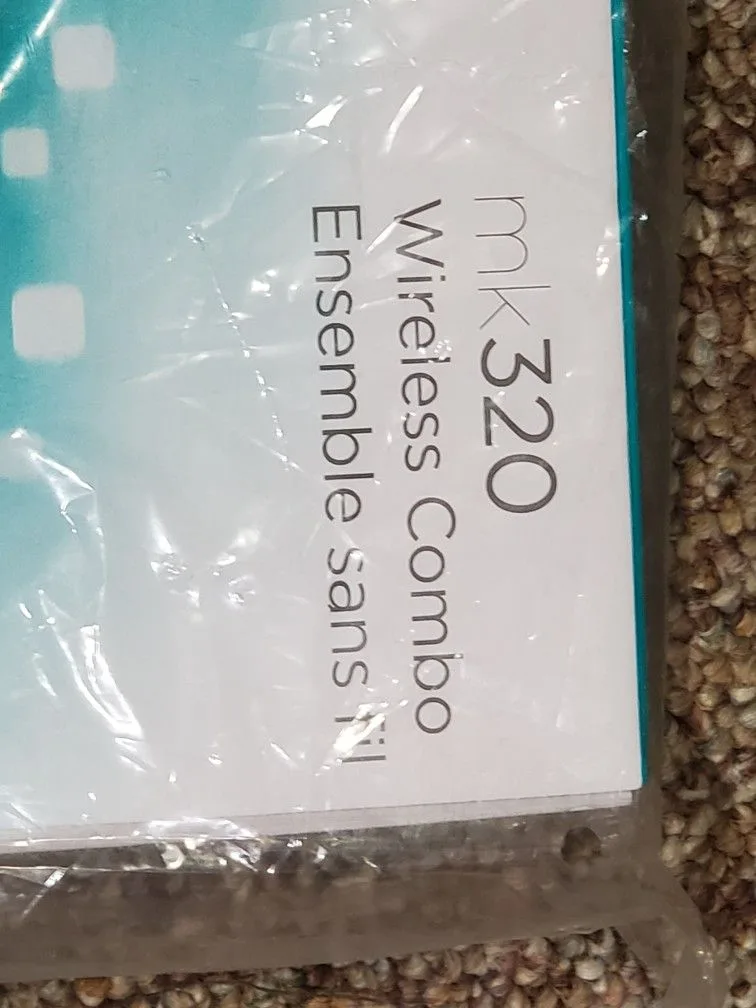 mk320
Wireless Combo
Ensemble sans fil